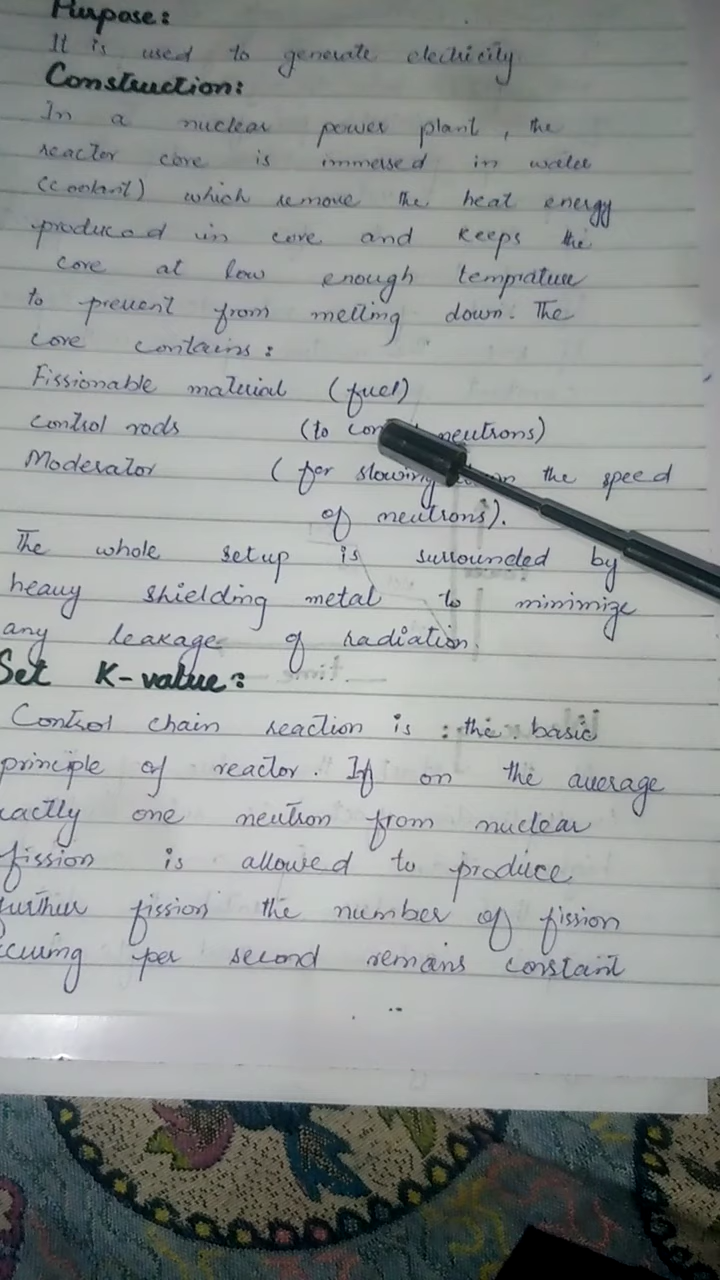 Purpose:
It is used to generate electricity
Construction:
In a nuclear power plant, the
reactor core is immersed in water
(coolant) which remove the heat energy
produced in core and keeps the
core at low enough temprature
to prevent from melting down. The
core contains:
Fissionable material (fuel)
Control rods (to con neutrons)
Moderator (for slowing the speed
of neutrons).
The whole setup is surrounded by
heavy shielding metal to minimize
any leakage of radiation.
Set K-value:
Control chain reaction is : the basic
principle of reactor. If on the average
actly one neutron from nuclear
fission is allowed to produce
further fission the number of fission
ccuring per second remains constant